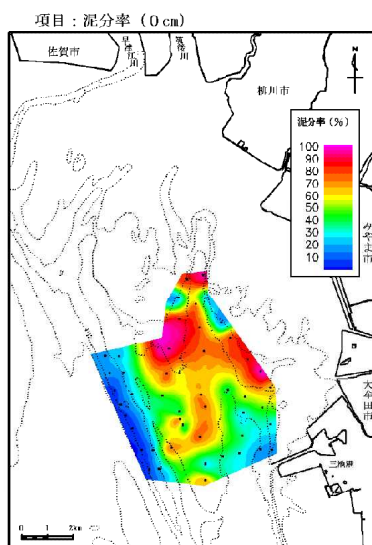 項目：泥分率（0cm）
佐賀市
早津江川
筑後川
柳川市
N
泥分率（%）
100
90
80
70
60
50
40
30
20
10
みやま市
大牟田市
三池港
0 1 2km